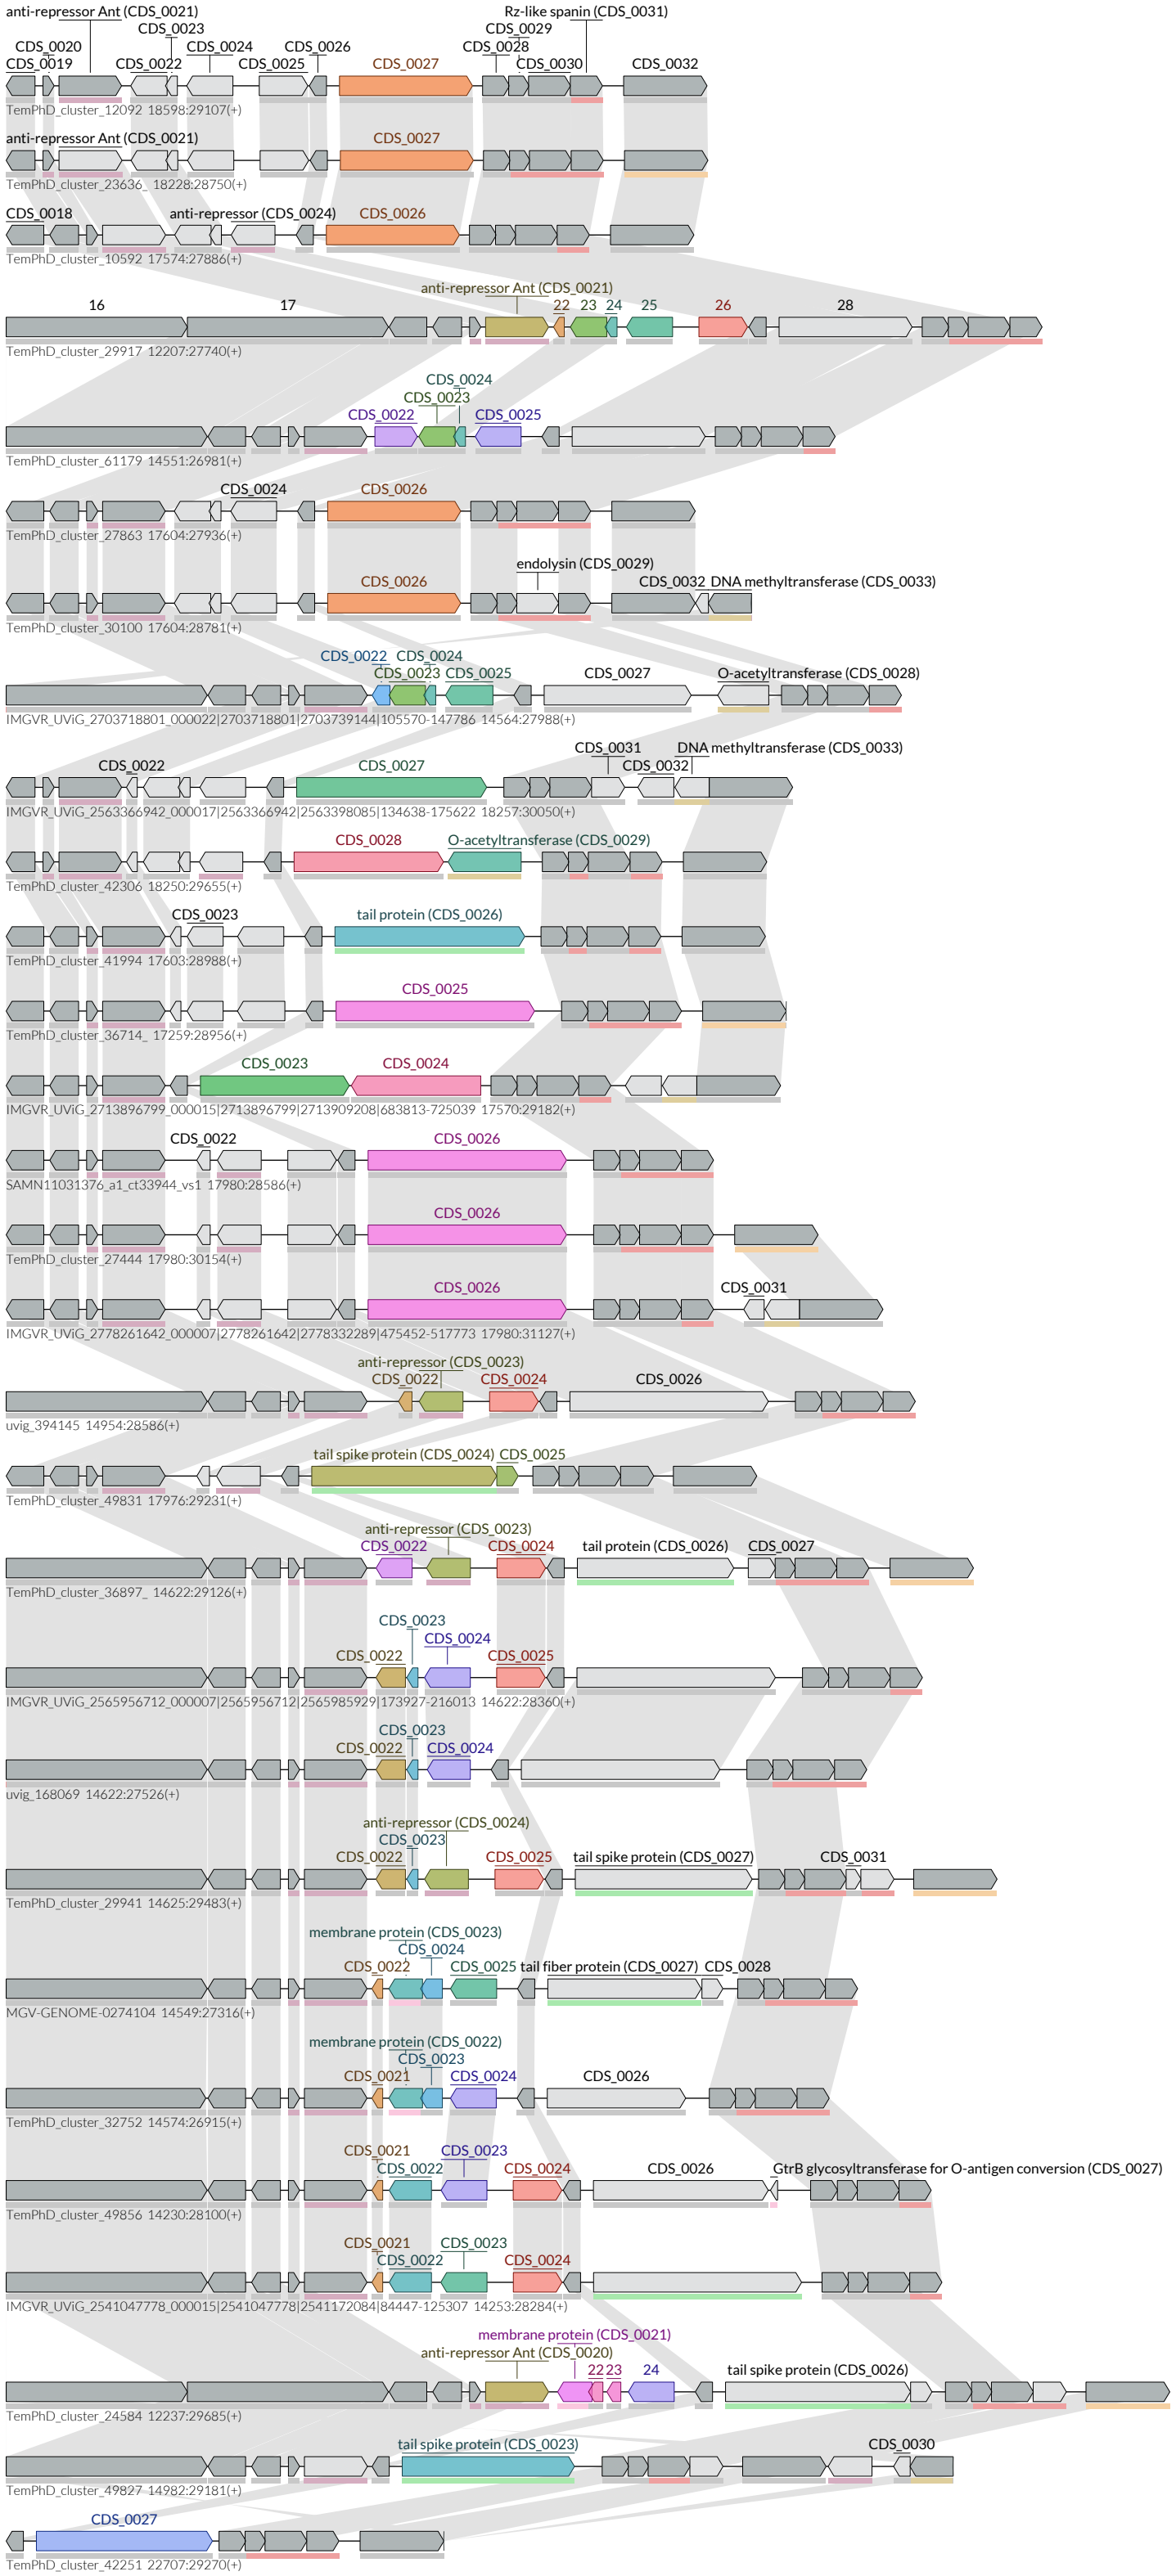 anti-repressor Ant (CDS_0021) Rz-like spanin (CDS_0031)
CDS_0023 CDS_0029
CDS_0020 CDS_0024 CDS_0026 CDS_0028
CDS_0019 CDS_0022 CDS_0025 CDS_0027 CDS_0030 CDS_0032
TemPhD_cluster_12092 18598:29107(+)
anti-repressor Ant (CDS_0021) CDS_0027
TemPhD_cluster_23636_ 18228:28750(+)
CDS_0018 anti-repressor (CDS_0024) CDS_0026
TemPhD_cluster_10592 17574:27886(+)
anti-repressor Ant (CDS_0021)
16 17 22 23 24 25 26 28
TemPhD_cluster_29917 12207:27740(+)
CDS_0024
CDS_0023
CDS_0022 CDS_0025
TemPhD_cluster_61179 14551:26981(+)
CDS_0024 CDS_0026
TemPhD_cluster_27863 17604:27936(+)
endolysin (CDS_0029)
CDS_0026 CDS_0032 DNA methyltransferase (CDS_0033)
TemPhD_cluster_30100 17604:28781(+)
CDS_0022 CDS_0024
CDS_0023 CDS_0025 CDS_0027 O-acetyltransferase (CDS_0028)
IMGVR_UViG_2703718801_000022|2703718801|2703739144|105570-147786 14564:27988(+)
CDS_0031 DNA methyltransferase (CDS_0033)
CDS_0022 CDS_0027 CDS_0032
IMGVR_UViG_2563366942_000017|2563366942|2563398085|134638-175622 18257:30050(+)
CDS_0028 O-acetyltransferase (CDS_0029)
TemPhD_cluster_42306 18250:29655(+)
CDS_0023 tail protein (CDS_0026)
TemPhD_cluster_41994 17603:28988(+)
CDS_0025
TemPhD_cluster_36714_ 17259:28956(+)
CDS_0023 CDS_0024
IMGVR_UViG_2713896799_000015|2713896799|2713909208|683813-725039 17570:29182(+)
CDS_0022 CDS_0026
SAMN11031376_a1_ct33944_vs1 17980:28586(+)
CDS_0026
TemPhD_cluster_27444 17980:30154(+)
CDS_0026 CDS_0031
IMGVR_UViG_2778261642_000007|2778261642|2778332289|475452-517773 17980:31127(+)
anti-repressor (CDS_0023)
CDS_0022 CDS_0024 CDS_0026
uvig_394145 14954:28586(+)
tail spike protein (CDS_0024) CDS_0025
TemPhD_cluster_49831 17976:29231(+)
anti-repressor (CDS_0023)
CDS_0022 CDS_0024 tail protein (CDS_0026) CDS_0027
TemPhD_cluster_36897_ 14622:29126(+)
CDS_0023
CDS_0024
CDS_0022 CDS_0025
IMGVR_UViG_2565956712_000007|2565956712|2565985929|173927-216013 14622:28360(+)
CDS_0023
CDS_0022 CDS_0024
uvig_168069 14622:27526(+)
anti-repressor (CDS_0024)
CDS_0023
CDS_0022 CDS_0025 tail spike protein (CDS_0027) CDS_0031
TemPhD_cluster_29941 14625:29483(+)
membrane protein (CDS_0023)
CDS_0024
CDS_0022 CDS_0025 tail fiber protein (CDS_0027) CDS_0028
MGV-GENOME-0274104 14549:27316(+)
membrane protein (CDS_0022)
CDS_0023
CDS_0021 CDS_0024 CDS_0026
TemPhD_cluster_32752 14574:26915(+)
CDS_0021 CDS_0023
CDS_0022 CDS_0024 CDS_0026 GtrB glycosyltransferase for O-antigen conversion (CDS_0027)
TemPhD_cluster_49856 14230:28100(+)
CDS_0021 CDS_0023
CDS_0022 CDS_0024
IMGVR_UViG_2541047778_000015|2541047778|2541172084|84447-125307 14253:28284(+)
membrane protein (CDS_0021)
anti-repressor Ant (CDS_0020)
22 23 24 tail spike protein (CDS_0026)
TemPhD_cluster_24584 12237:29685(+)
tail spike protein (CDS_0023) CDS_0030
TemPhD_cluster_49827 14982:29181(+)
CDS_0027
TemPhD_cluster_42251 22707:29270(+)